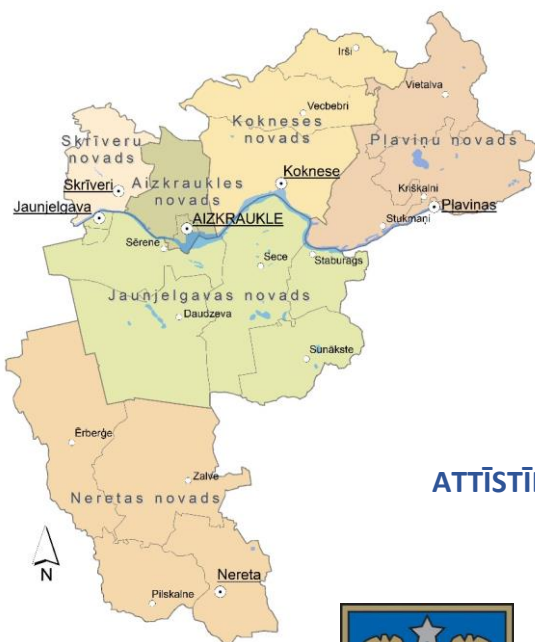 Irši
Vietalva
Vecbebri
Kokneses
novads
Pļaviņu novads
Skrīveru
novads
Koknese
Aizkraukles
novads
Skrīveri
Kriškalni
Pļaviņas
Jaunjelgava
AIZKRAUKLE
Stukmaņi
Sērene
Sece
Staburags
Jaunjelgavas novads
Daudzeva
Sunākste
Ērberģe
Zalve
ATTĪSTĪ
Neretas novads
N
Nereta
Pilskalne